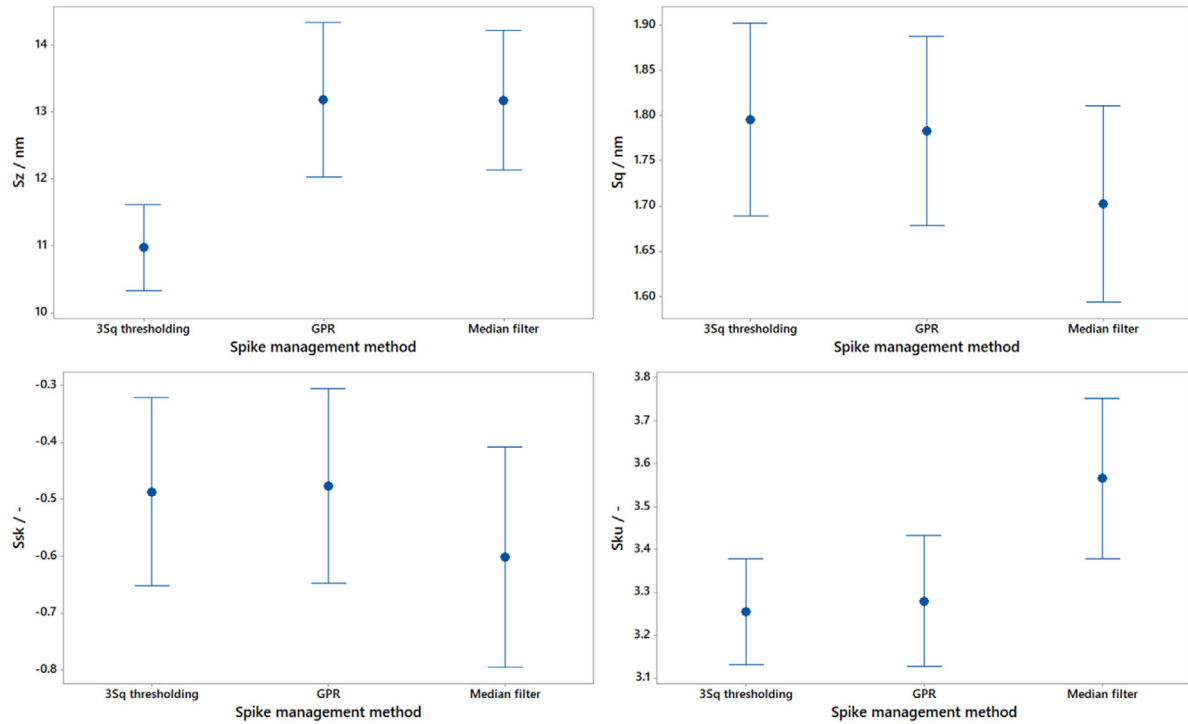 Sz / nm
14
13
12
11
10
3Sq thresholding GPR Median filter
Spike management method
Sq / nm
1.90
1.85
1.80
1.75
1.70
1.65
1.60
3Sq thresholding GPR Median filter
Spike management method
Ssk / -
-0.3
-0.4
-0.5
-0.6
-0.7
-0.8
3Sq thresholding GPR Median filter
Spike management method
Sku / -
3.8
3.7
3.6
3.5
3.4
3.3
3.2
3.1
3Sq thresholding GPR Median filter
Spike management method